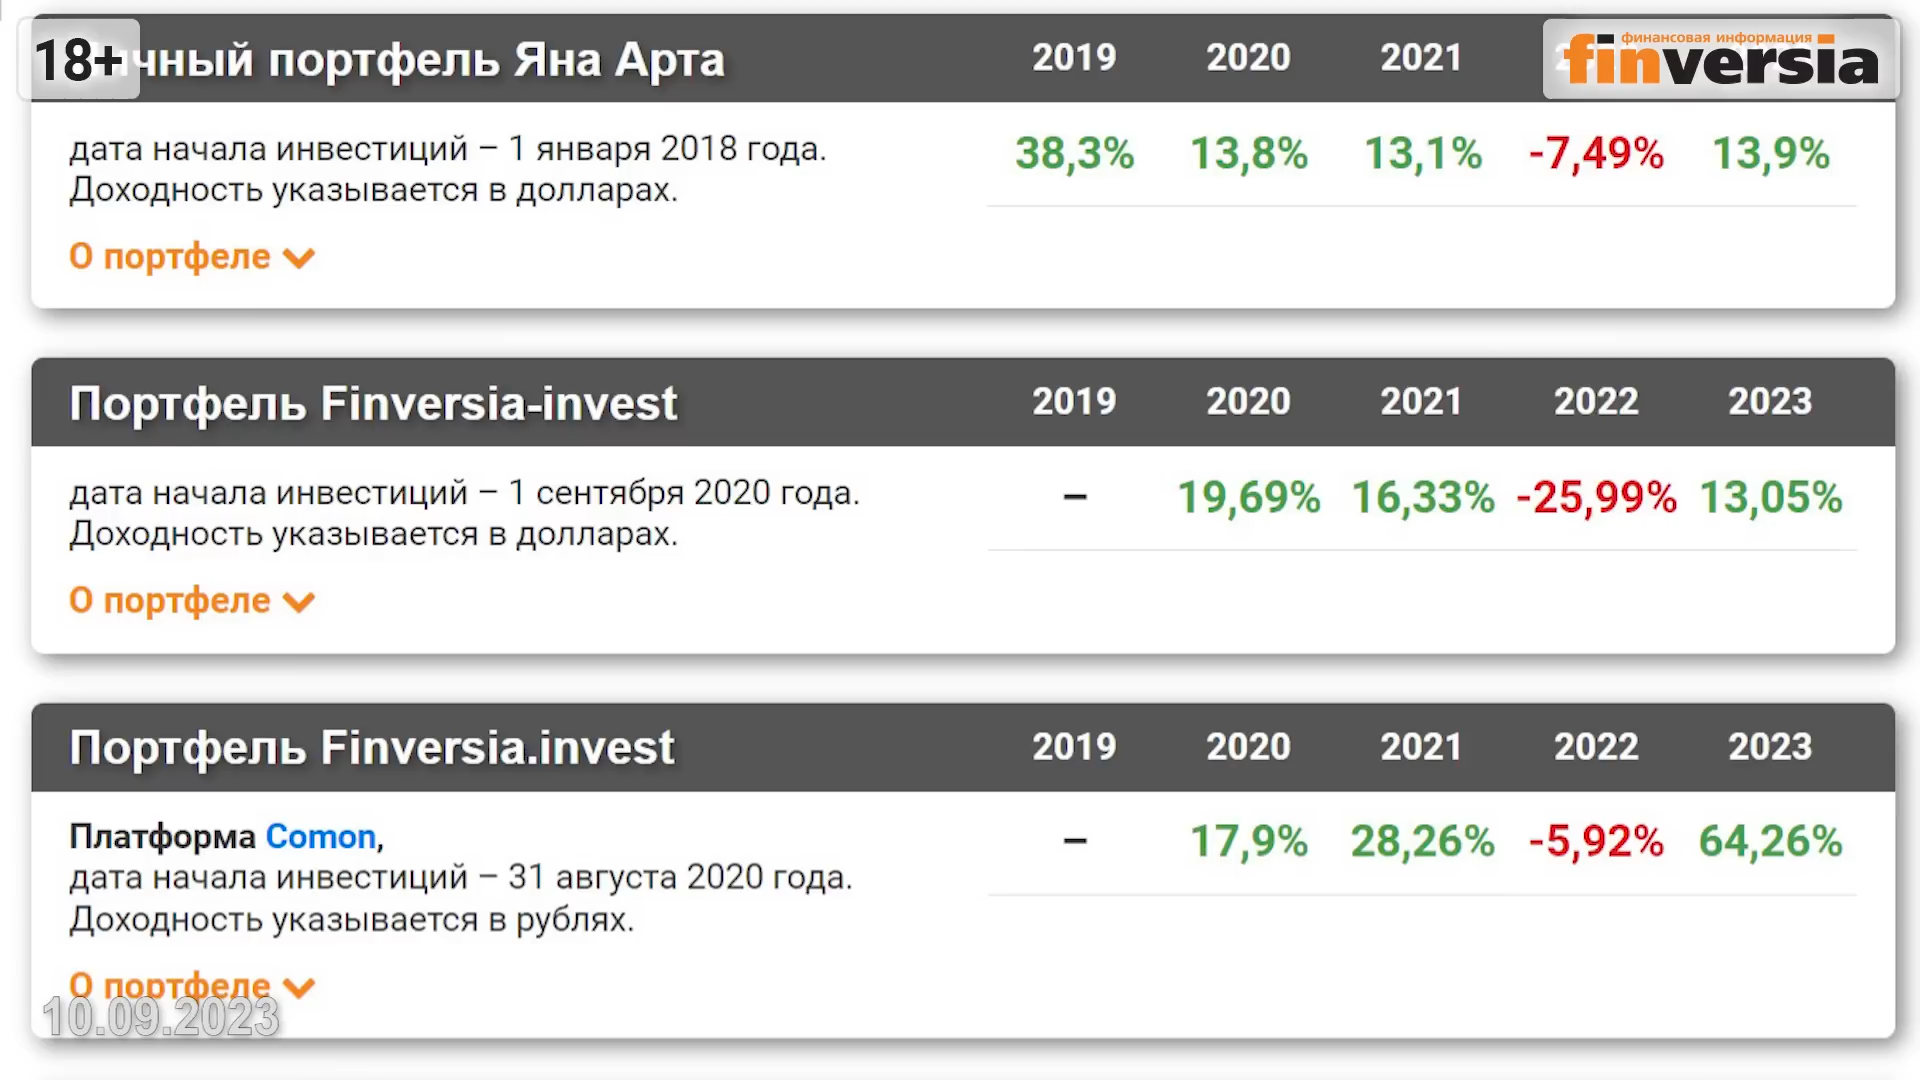 18+
чный портфель Яна Арта 2019 2020 2021
финансовая информация
finversia
дата начала инвестиций – 1 января 2018 года. 38,3% 13,8% 13,1% -7,49% 13,9%
Доходность указывается в долларах.
О портфеле
Портфель Finversia-invest 2019 2020 2021 2022 2023
дата начала инвестиций – 1 сентября 2020 года. – 19,69% 16,33% -25,99% 13,05%
Доходность указывается в долларах.
О портфеле
Портфель Finversia.invest 2019 2020 2021 2022 2023
Платформа Comon, – 17,9% 28,26% -5,92% 64,26%
дата начала инвестиций – 31 августа 2020 года.
Доходность указывается в рублях.
О портфеле
10.09.2023